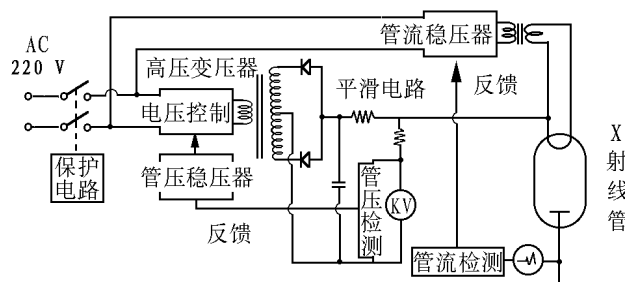 AC
220 V
高压变压器
管流稳压器
反馈
平滑电路
电压控制
保护
电路
管压稳压器
反馈
管压检测
KV
管流检测
X
射
线
管